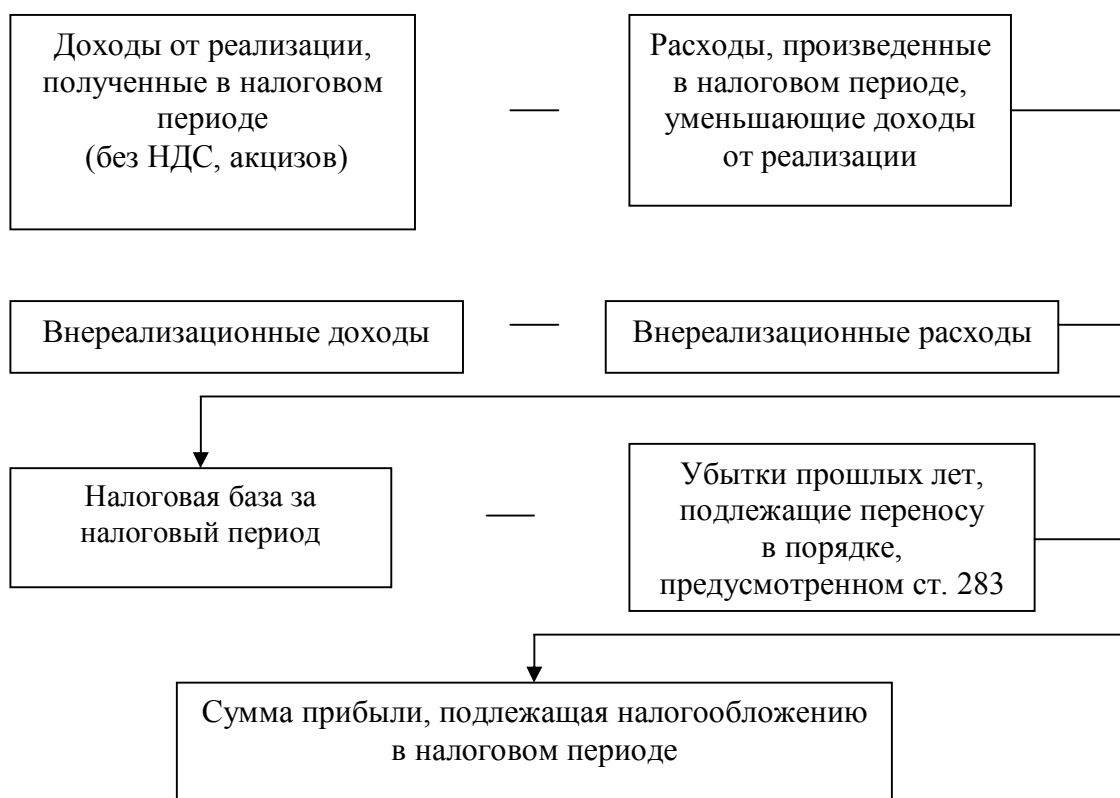 Доходы от реализации,
полученные в налоговом
периоде
(без НДС, акцизов)
Расходы, произведенные
в налоговом периоде,
уменьшающие доходы
от реализации
Внереализационные доходы
Внереализационные расходы
Налоговая база за
налоговый период
Убытки прошлых лет,
подлежащие переносу
в порядке,
предусмотренном ст. 283
Сумма прибыли, подлежащая налогообложению
в налоговом периоде